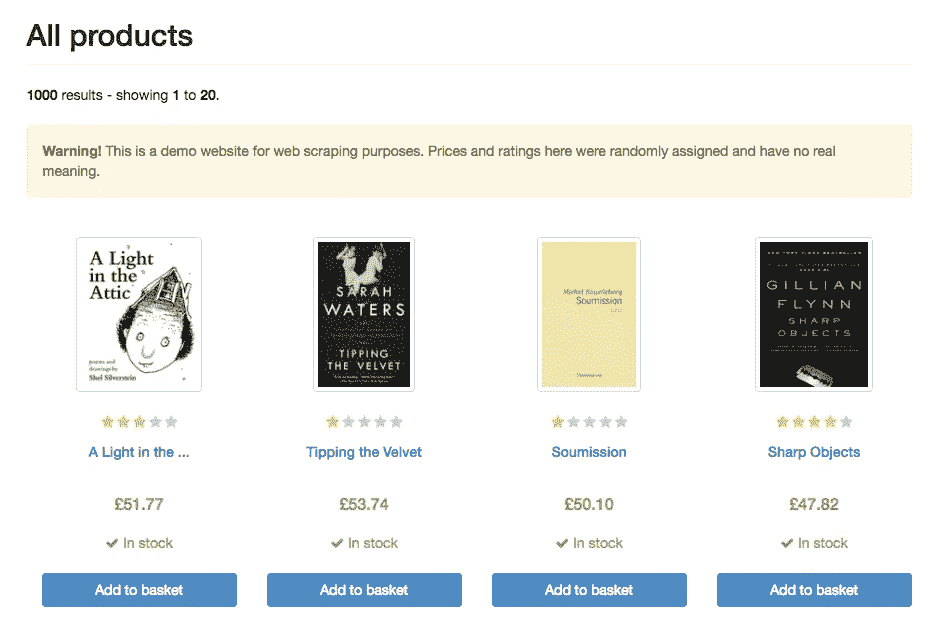 All products
1000 results - showing 1 to 20.
Warning! This is a demo website for web scraping purposes. Prices and ratings here were randomly assigned and have no real
meaning.
A Light
in the
Attic
poems and
drawings by
Shel Silverstein
SARAH
WATERS
TIPPING
THE VELVET
Michel Houellebecq
Soumission
GILLIAN
FLYNN
SHARP
OBJECTS
A Light in the ...
Tipping the Velvet
Soumission
Sharp Objects
£51.77
£53.74
£50.10
£47.82
In stock
In stock
In stock
In stock
Add to basket
Add to basket
Add to basket
Add to basket